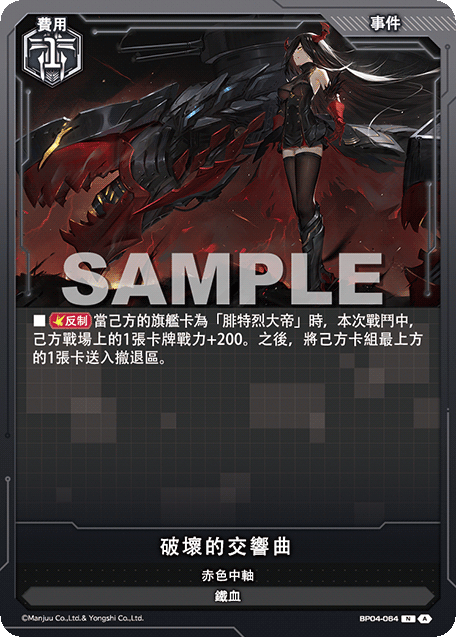 費用
事件
1
SAMPLE
■ 反制 當己方的旗艦卡為「腓特烈大帝」時，本次戰鬥中，
己方戰場上的1張卡牌戰力+200。之後，將己方卡組最上方
的1張卡送入撤退區。
破壞的交響曲
赤色中軸
鐵血
©Manjuu Co.,Ltd.& Yongshi Co.,Ltd.
BP04-064 N A